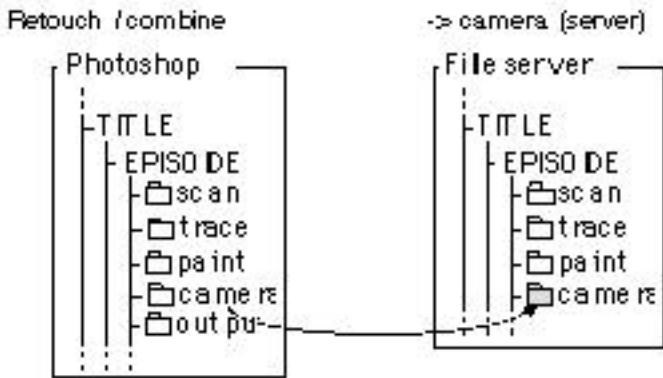 Retouch /combine
-> camera (server)
Photoshop
TITLE
EPISODE
scan
trace
paint
camera
outpu
File server
TITLE
EPISODE
scan
trace
paint
camera